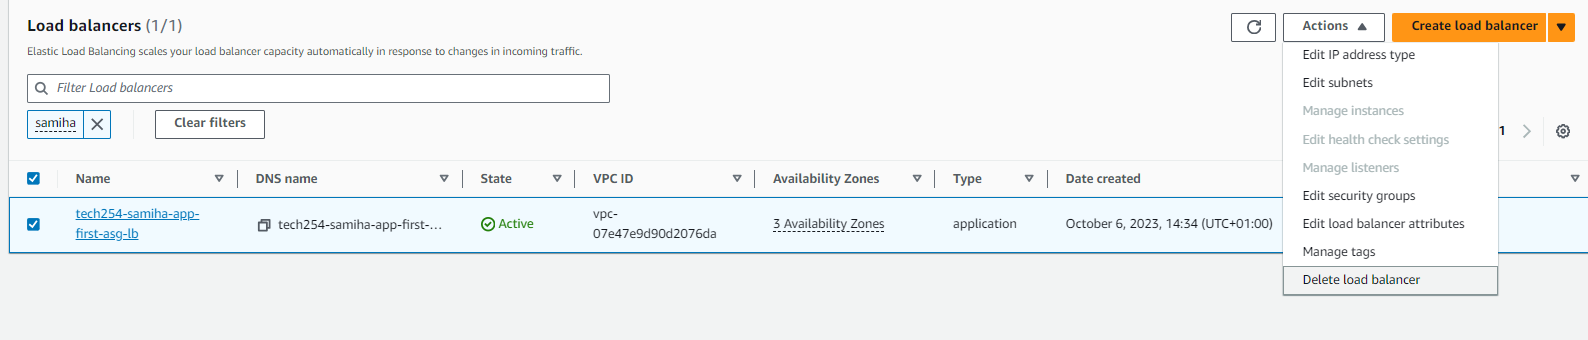 Load balancers (1/1)
Actions
Create load balancer
Elastic Load Balancing scales your load balancer capacity automatically in response to changes in incoming traffic.
Filter Load balancers
samiha
Clear filters
1
Edit IP address type
Edit subnets
Manage instances
Edit health check settings
Manage listeners
Edit security groups
Edit load balancer attributes
Manage tags
Delete load balancer
Name
DNS name
State
VPC ID
Availability Zones
Type
Date created
tech254-samiha-app-
first-asg-lb
tech254-samiha-app-first-...
Active
vpc-
07e47e9d90d2076da
3 Availability Zones
application
October 6, 2023, 14:34 (UTC+01:00)